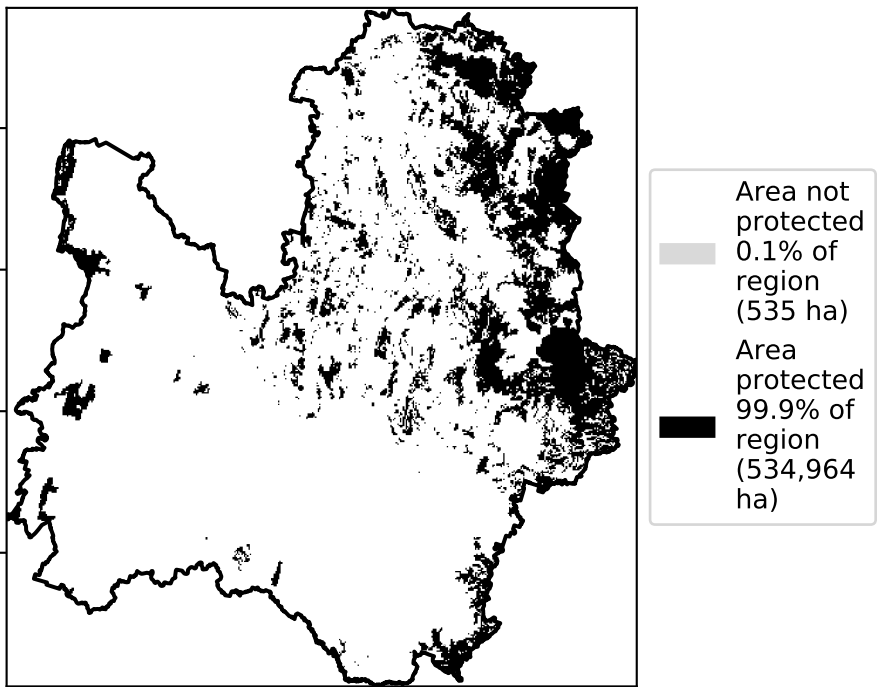 Area not
protected
0.1% of
region
(535 ha)
Area
protected
99.9% of
region
(534,964
ha)